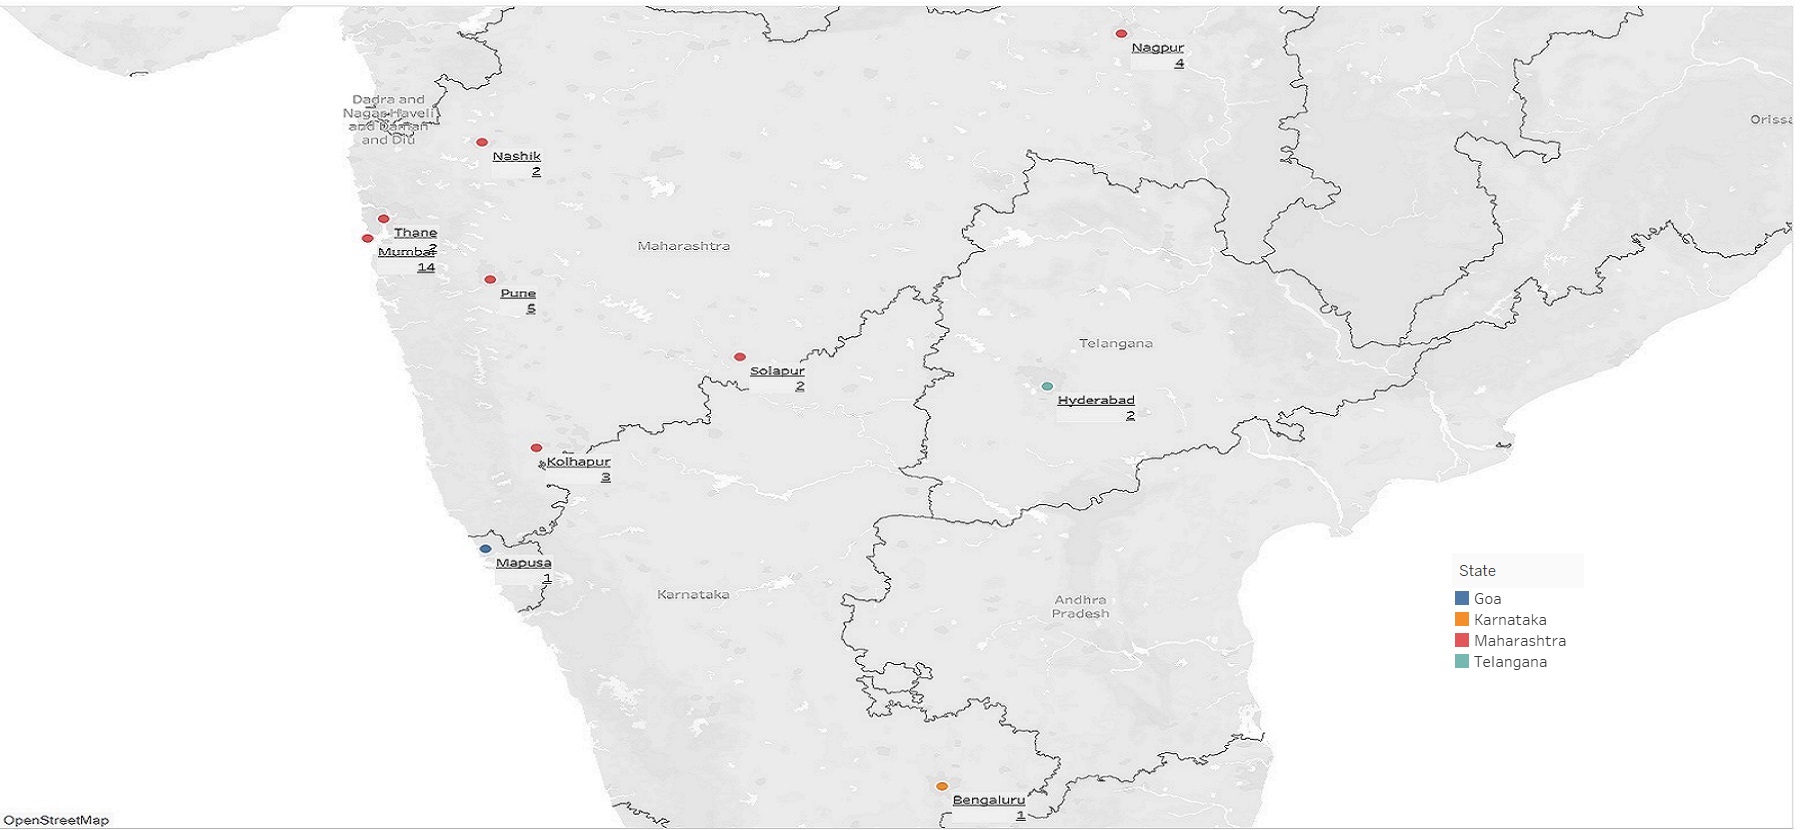 Nagpur
4
Dadra and
Nagar Haveli
and Daman
and Diu
Orissa
Nashik
2
Thane
2
Mumbai
14
Maharashtra
Pune
5
Telangana
Solapur
2
Hyderabad
2
Kolhapur
3
Mapusa
1
Karnataka
Andhra
Pradesh
State
Goa
Karnataka
Maharashtra
Telangana
Bengaluru
1
OpenStreetMap